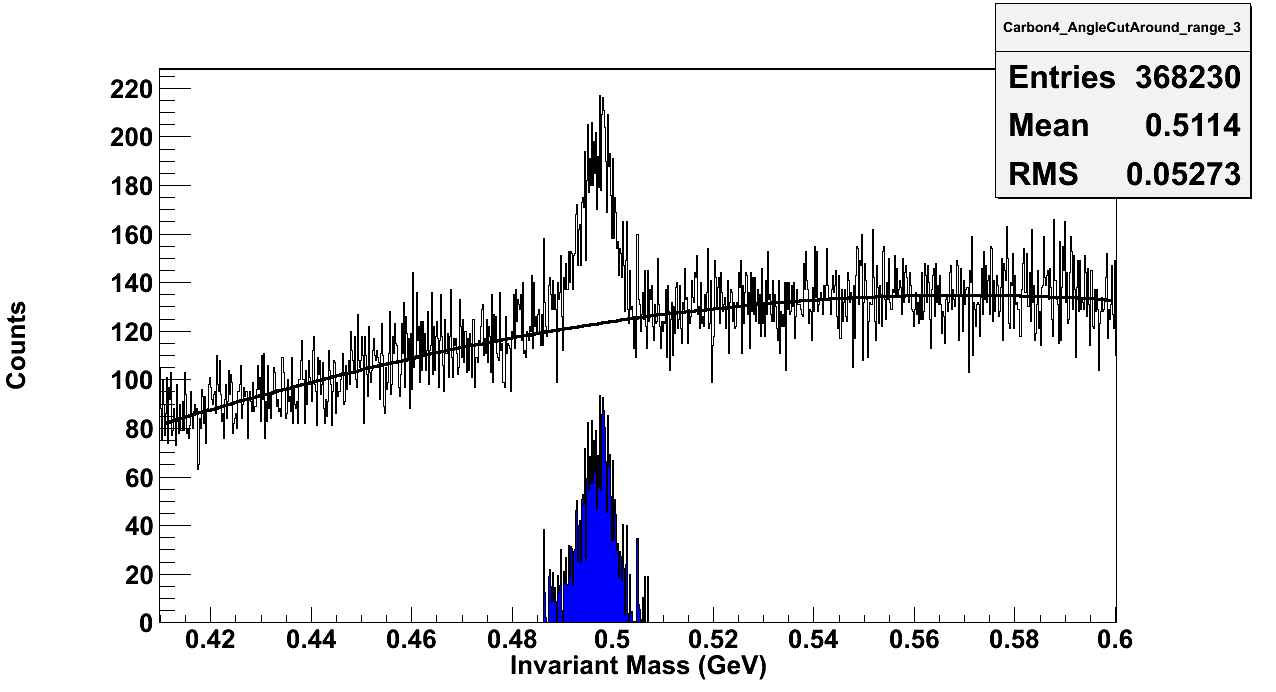 Carbon4_AngleCutAround_range_3
Entries 368230
Mean 0.5114
RMS 0.05273
220
200
180
160
140
120
100
80
60
40
20
0
Counts
0.42 0.44 0.46 0.48 0.5 0.52 0.54 0.56 0.58 0.6
Invariant Mass (GeV)